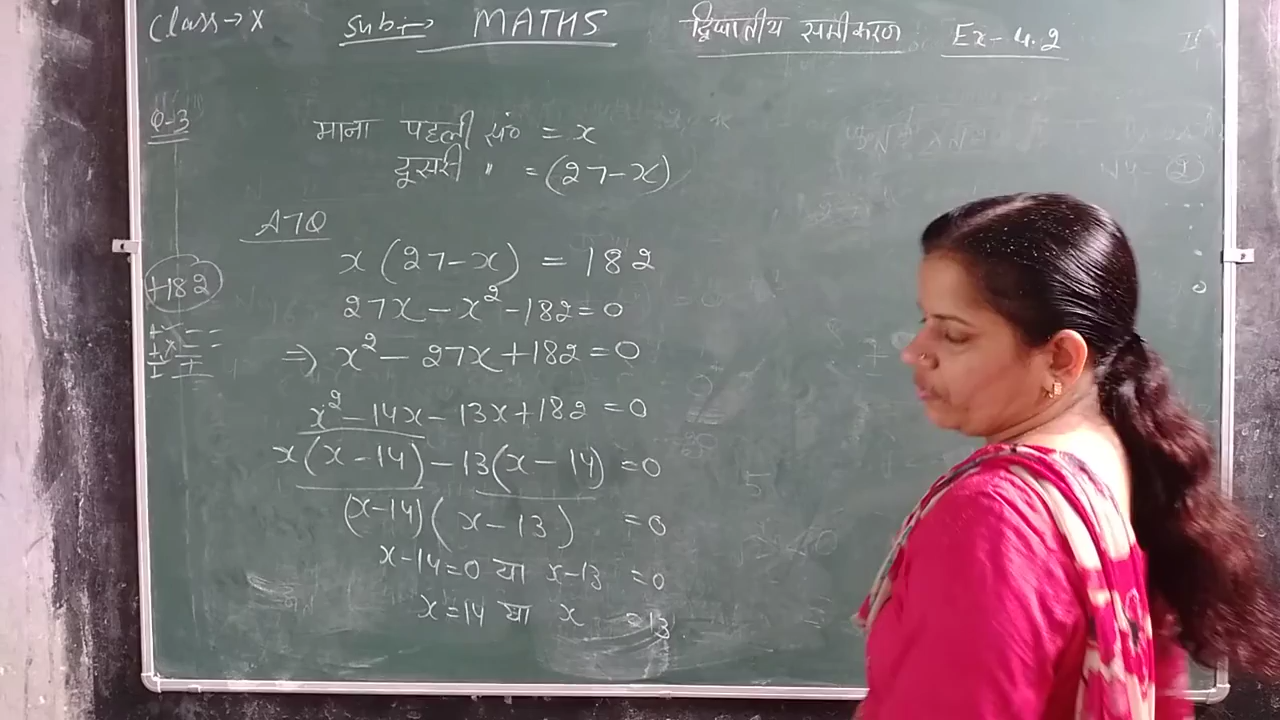 Class→X Sub:→ MATHS द्विघातीय समीकरण Ex-4.2
Q-3
माना पहली सं० = x
दूसरी " = (27-x)
ATQ
x(27-x) = 182
27x-x²-182=0
⇒ x²-27x+182=0
+182
x²-14x-13x+182=0
x(x-14)-13(x-14)=0
(x-14)(x-13) =0
x-14=0 या x-13 =0
x=14 या x =13